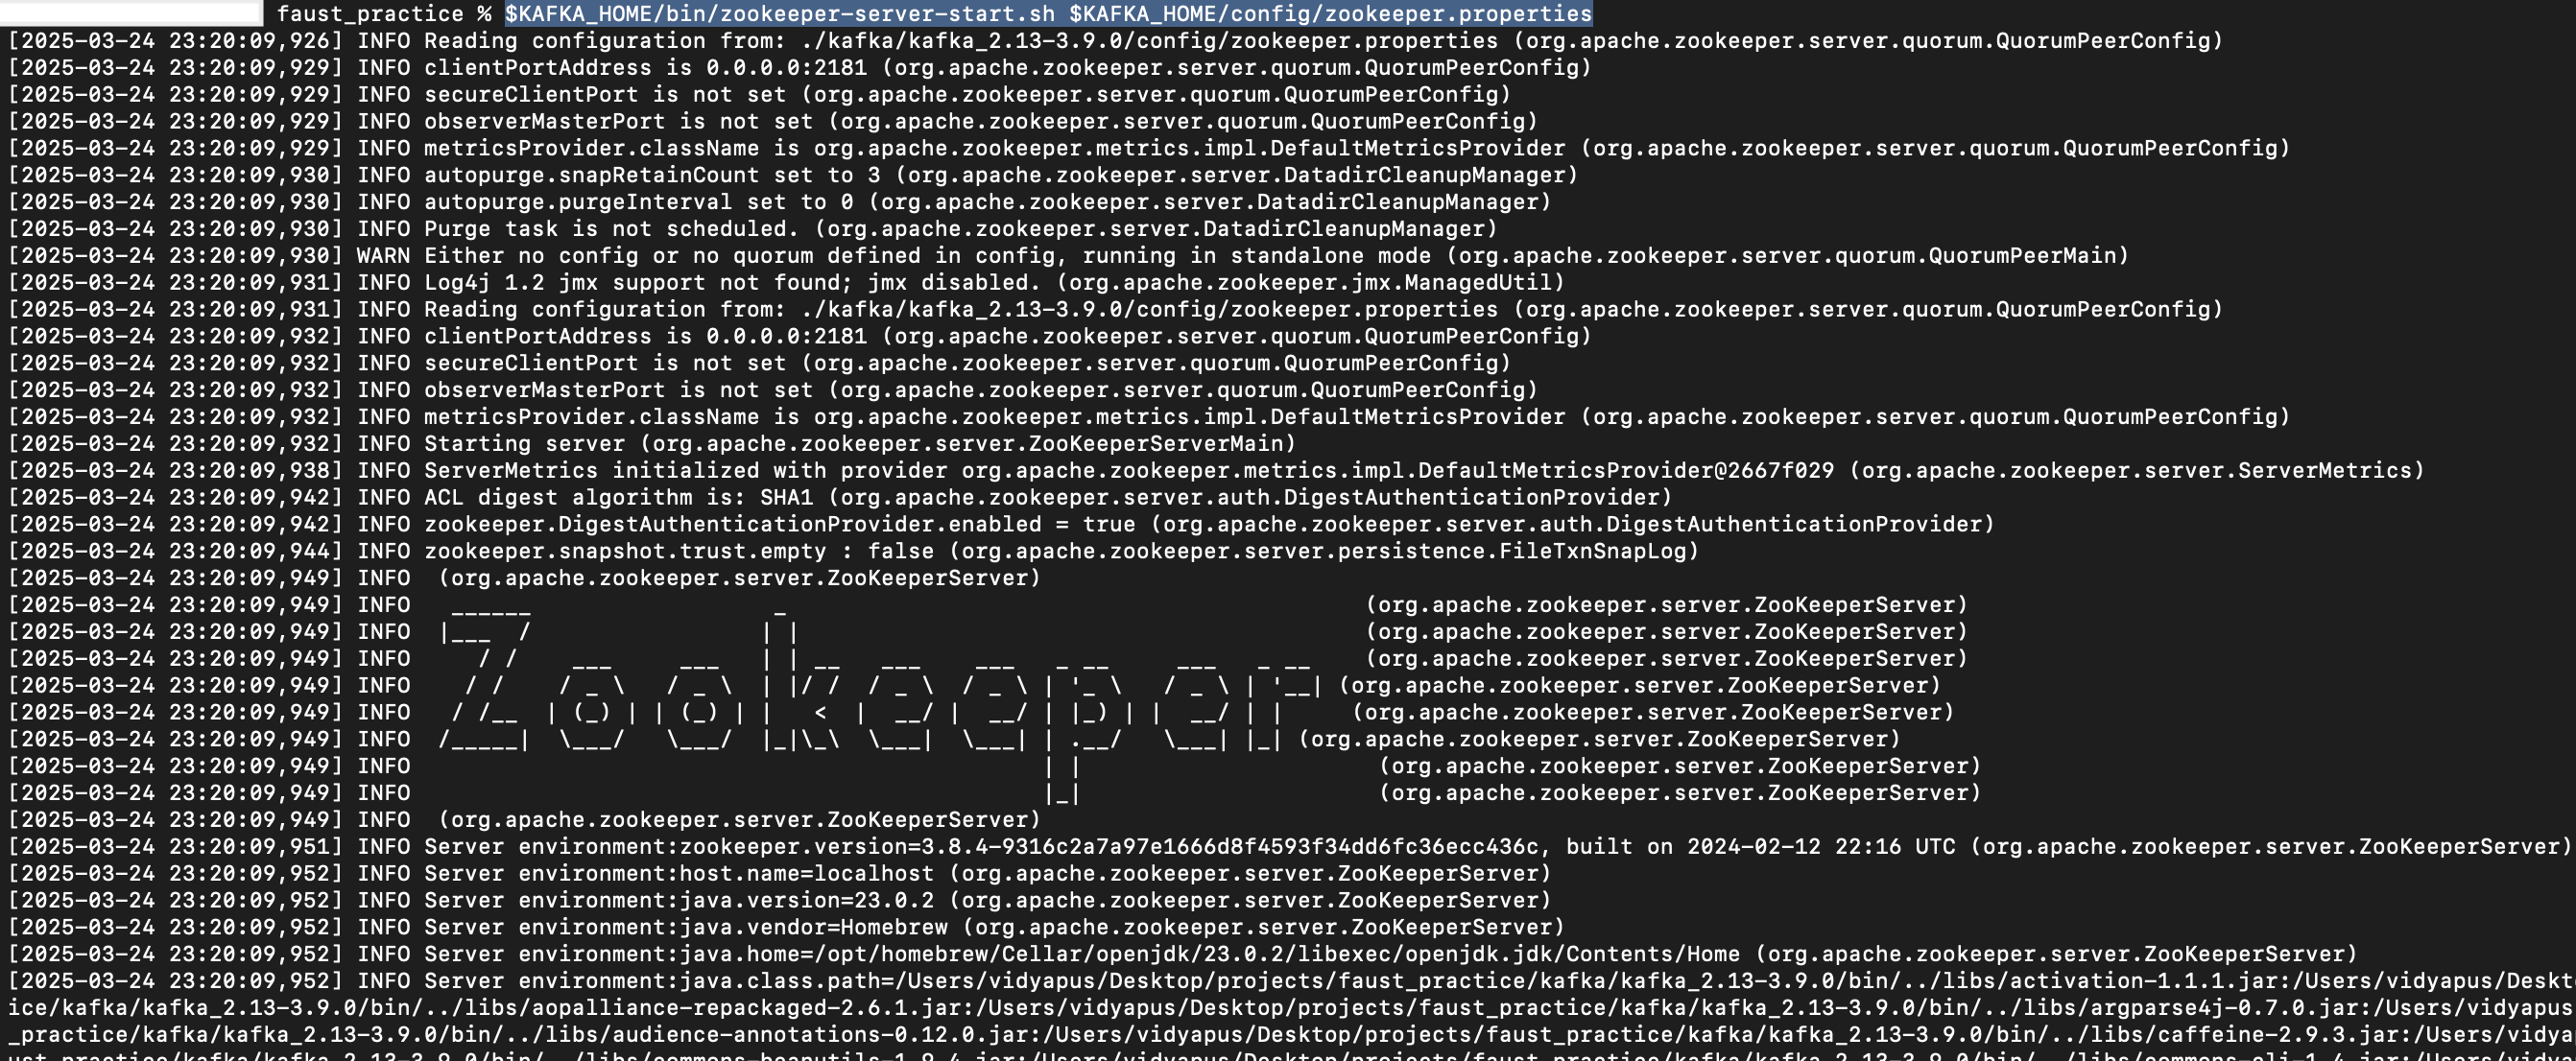 faust_practice % $KAFKA_HOME/bin/zookeeper-server-start.sh $KAFKA_HOME/config/zookeeper.properties
[2025-03-24 23:20:09,926] INFO Reading configuration from: ./kafka/kafka_2.13-3.9.0/config/zookeeper.properties (org.apache.zookeeper.server.quorum.QuorumPeerConfig)
[2025-03-24 23:20:09,929] INFO clientPortAddress is 0.0.0.0:2181 (org.apache.zookeeper.server.quorum.QuorumPeerConfig)
[2025-03-24 23:20:09,929] INFO secureClientPort is not set (org.apache.zookeeper.server.quorum.QuorumPeerConfig)
[2025-03-24 23:20:09,929] INFO observerMasterPort is not set (org.apache.zookeeper.server.quorum.QuorumPeerConfig)
[2025-03-24 23:20:09,929] INFO metricsProvider.className is org.apache.zookeeper.metrics.impl.DefaultMetricsProvider (org.apache.zookeeper.server.quorum.QuorumPeerConfig)
[2025-03-24 23:20:09,930] INFO autopurge.snapRetainCount set to 3 (org.apache.zookeeper.server.DatadirCleanupManager)
[2025-03-24 23:20:09,930] INFO autopurge.purgeInterval set to 0 (org.apache.zookeeper.server.DatadirCleanupManager)
[2025-03-24 23:20:09,930] INFO Purge task is not scheduled. (org.apache.zookeeper.server.DatadirCleanupManager)
[2025-03-24 23:20:09,930] WARN Either no config or no quorum defined in config, running in standalone mode (org.apache.zookeeper.server.quorum.QuorumPeerMain)
[2025-03-24 23:20:09,931] INFO Log4j 1.2 jmx support not found; jmx disabled. (org.apache.zookeeper.jmx.ManagedUtil)
[2025-03-24 23:20:09,931] INFO Reading configuration from: ./kafka/kafka_2.13-3.9.0/config/zookeeper.properties (org.apache.zookeeper.server.quorum.QuorumPeerConfig)
[2025-03-24 23:20:09,932] INFO clientPortAddress is 0.0.0.0:2181 (org.apache.zookeeper.server.quorum.QuorumPeerConfig)
[2025-03-24 23:20:09,932] INFO secureClientPort is not set (org.apache.zookeeper.server.quorum.QuorumPeerConfig)
[2025-03-24 23:20:09,932] INFO observerMasterPort is not set (org.apache.zookeeper.server.quorum.QuorumPeerConfig)
[2025-03-24 23:20:09,932] INFO metricsProvider.className is org.apache.zookeeper.metrics.impl.DefaultMetricsProvider (org.apache.zookeeper.server.quorum.QuorumPeerConfig)
[2025-03-24 23:20:09,932] INFO Starting server (org.apache.zookeeper.server.ZooKeeperServerMain)
[2025-03-24 23:20:09,938] INFO ServerMetrics initialized with provider org.apache.zookeeper.metrics.impl.DefaultMetricsProvider@2667f029 (org.apache.zookeeper.server.ServerMetrics)
[2025-03-24 23:20:09,942] INFO ACL digest algorithm is: SHA1 (org.apache.zookeeper.server.auth.DigestAuthenticationProvider)
[2025-03-24 23:20:09,942] INFO zookeeper.DigestAuthenticationProvider.enabled = true (org.apache.zookeeper.server.auth.DigestAuthenticationProvider)
[2025-03-24 23:20:09,944] INFO zookeeper.snapshot.trust.empty : false (org.apache.zookeeper.server.persistence.FileTxnSnapLog)
[2025-03-24 23:20:09,949] INFO  (org.apache.zookeeper.server.ZooKeeperServer)
[2025-03-24 23:20:09,949] INFO   ______                  _                                           (org.apache.zookeeper.server.ZooKeeperServer)
[2025-03-24 23:20:09,949] INFO  |___  /                 | |                                          (org.apache.zookeeper.server.ZooKeeperServer)
[2025-03-24 23:20:09,949] INFO     / /    ___     ___   | | __   ___    ___   _ __     ___   _ __    (org.apache.zookeeper.server.ZooKeeperServer)
[2025-03-24 23:20:09,949] INFO    / /    / _ \   / _ \  | |/ /  / _ \  / _ \ | '_ \   / _ \ | '__| (org.apache.zookeeper.server.ZooKeeperServer)
[2025-03-24 23:20:09,949] INFO   / /__  | (_) | | (_) | |   <  |  __/ |  __/ | |_) | |  __/ | |     (org.apache.zookeeper.server.ZooKeeperServer)
[2025-03-24 23:20:09,949] INFO  /_____|  \___/   \___/  |_|\_\  \___|  \___| | .__/   \___| |_| (org.apache.zookeeper.server.ZooKeeperServer)
[2025-03-24 23:20:09,949] INFO                                               | |                      (org.apache.zookeeper.server.ZooKeeperServer)
[2025-03-24 23:20:09,949] INFO                                               |_|                      (org.apache.zookeeper.server.ZooKeeperServer)
[2025-03-24 23:20:09,949] INFO  (org.apache.zookeeper.server.ZooKeeperServer)
[2025-03-24 23:20:09,951] INFO Server environment:zookeeper.version=3.8.4-9316c2a7a97e1666d8f4593f34dd6fc36ecc436c, built on 2024-02-12 22:16 UTC (org.apache.zookeeper.server.ZooKeeperServer)
[2025-03-24 23:20:09,952] INFO Server environment:host.name=localhost (org.apache.zookeeper.server.ZooKeeperServer)
[2025-03-24 23:20:09,952] INFO Server environment:java.version=23.0.2 (org.apache.zookeeper.server.ZooKeeperServer)
[2025-03-24 23:20:09,952] INFO Server environment:java.vendor=Homebrew (org.apache.zookeeper.server.ZooKeeperServer)
[2025-03-24 23:20:09,952] INFO Server environment:java.home=/opt/homebrew/Cellar/openjdk/23.0.2/libexec/openjdk.jdk/Contents/Home (org.apache.zookeeper.server.ZooKeeperServer)
[2025-03-24 23:20:09,952] INFO Server environment:java.class.path=/Users/vidyapus/Desktop/projects/faust_practice/kafka/kafka_2.13-3.9.0/bin/../libs/activation-1.1.1.jar:/Users/vidyapus/Deskt
ice/kafka/kafka_2.13-3.9.0/bin/../libs/aopalliance-repackaged-2.6.1.jar:/Users/vidyapus/Desktop/projects/faust_practice/kafka/kafka_2.13-3.9.0/bin/../libs/argparse4j-0.7.0.jar:/Users/vidyapus
_practice/kafka/kafka_2.13-3.9.0/bin/../libs/audience-annotations-0.12.0.jar:/Users/vidyapus/Desktop/projects/faust_practice/kafka/kafka_2.13-3.9.0/bin/../libs/caffeine-2.9.3.jar:/Users/vidya
ust_practice/kafka/kafka_2.13-3.9.0/bin/../libs/commons-beanutils-1.9.4.jar:/Users/vidyapus/Desktop/projects/faust_practice/kafka/kafka_2.13-3.9.0/bin/../libs/commons-cli-1.4.jar:/Users/vidy